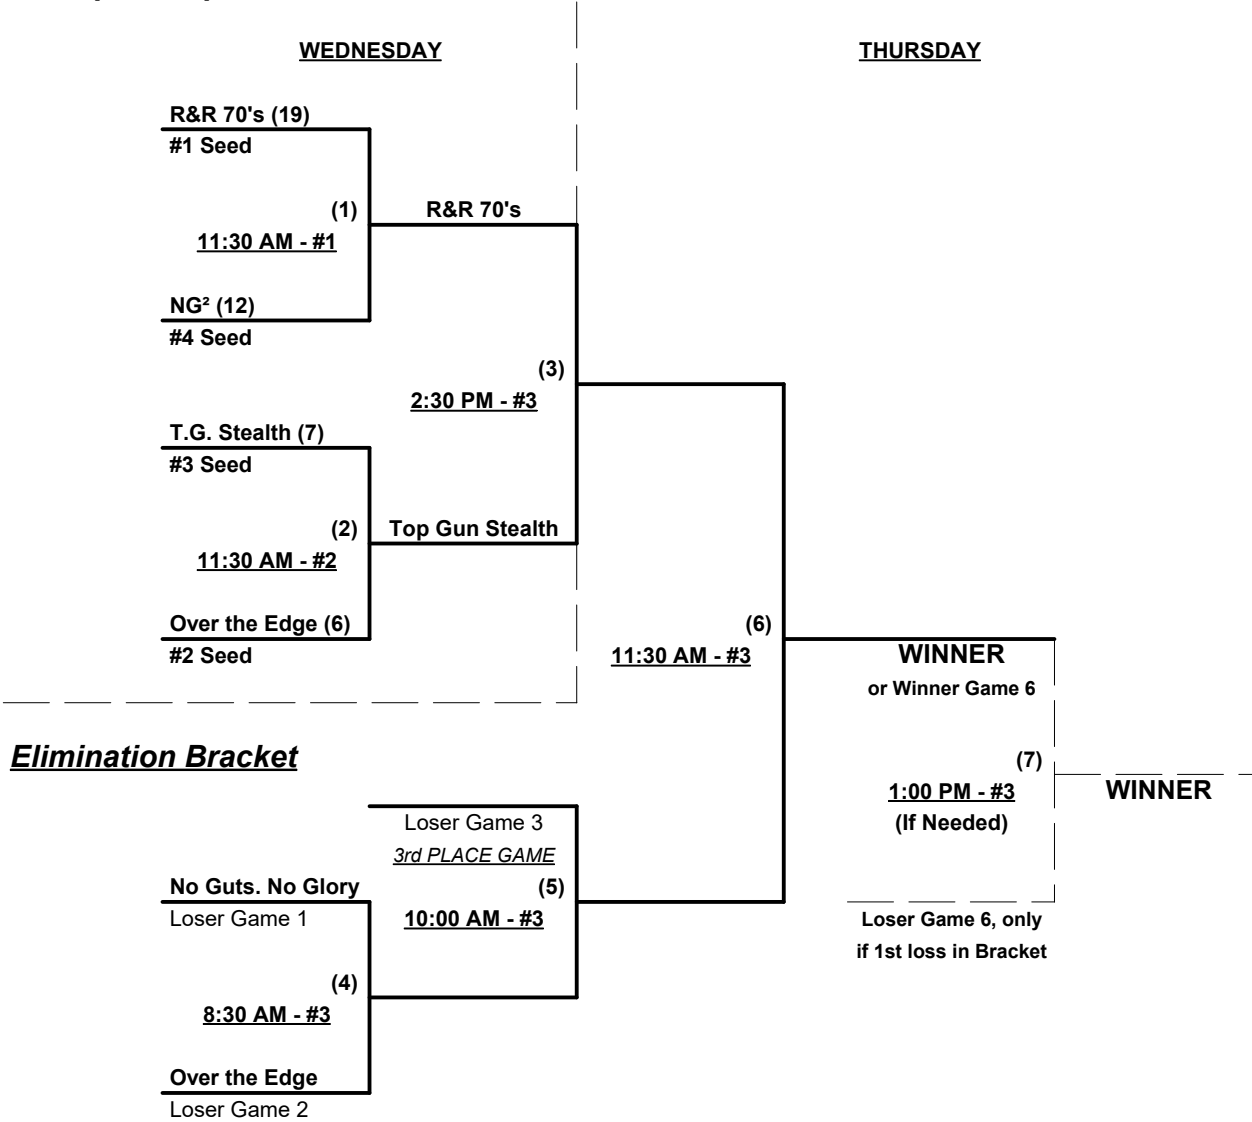 WEDNESDAY
THURSDAY
R&R 70's (19)
#1 Seed
(1)
R&R 70's
11:30 AM - #1
NG² (12)
#4 Seed
(3)
2:30 PM - #3
T.G. Stealth (7)
#3 Seed
(2)
Top Gun Stealth
11:30 AM - #2
Over the Edge (6)
#2 Seed
(6)
11:30 AM - #3
WINNER
or Winner Game 6
Elimination Bracket
(7)
1:00 PM - #3
(If Needed)
WINNER
Loser Game 3
3rd PLACE GAME
No Guts. No Glory
Loser Game 1
(5)
10:00 AM - #3
Loser Game 6, only
if 1st loss in Bracket
(4)
8:30 AM - #3
Over the Edge
Loser Game 2